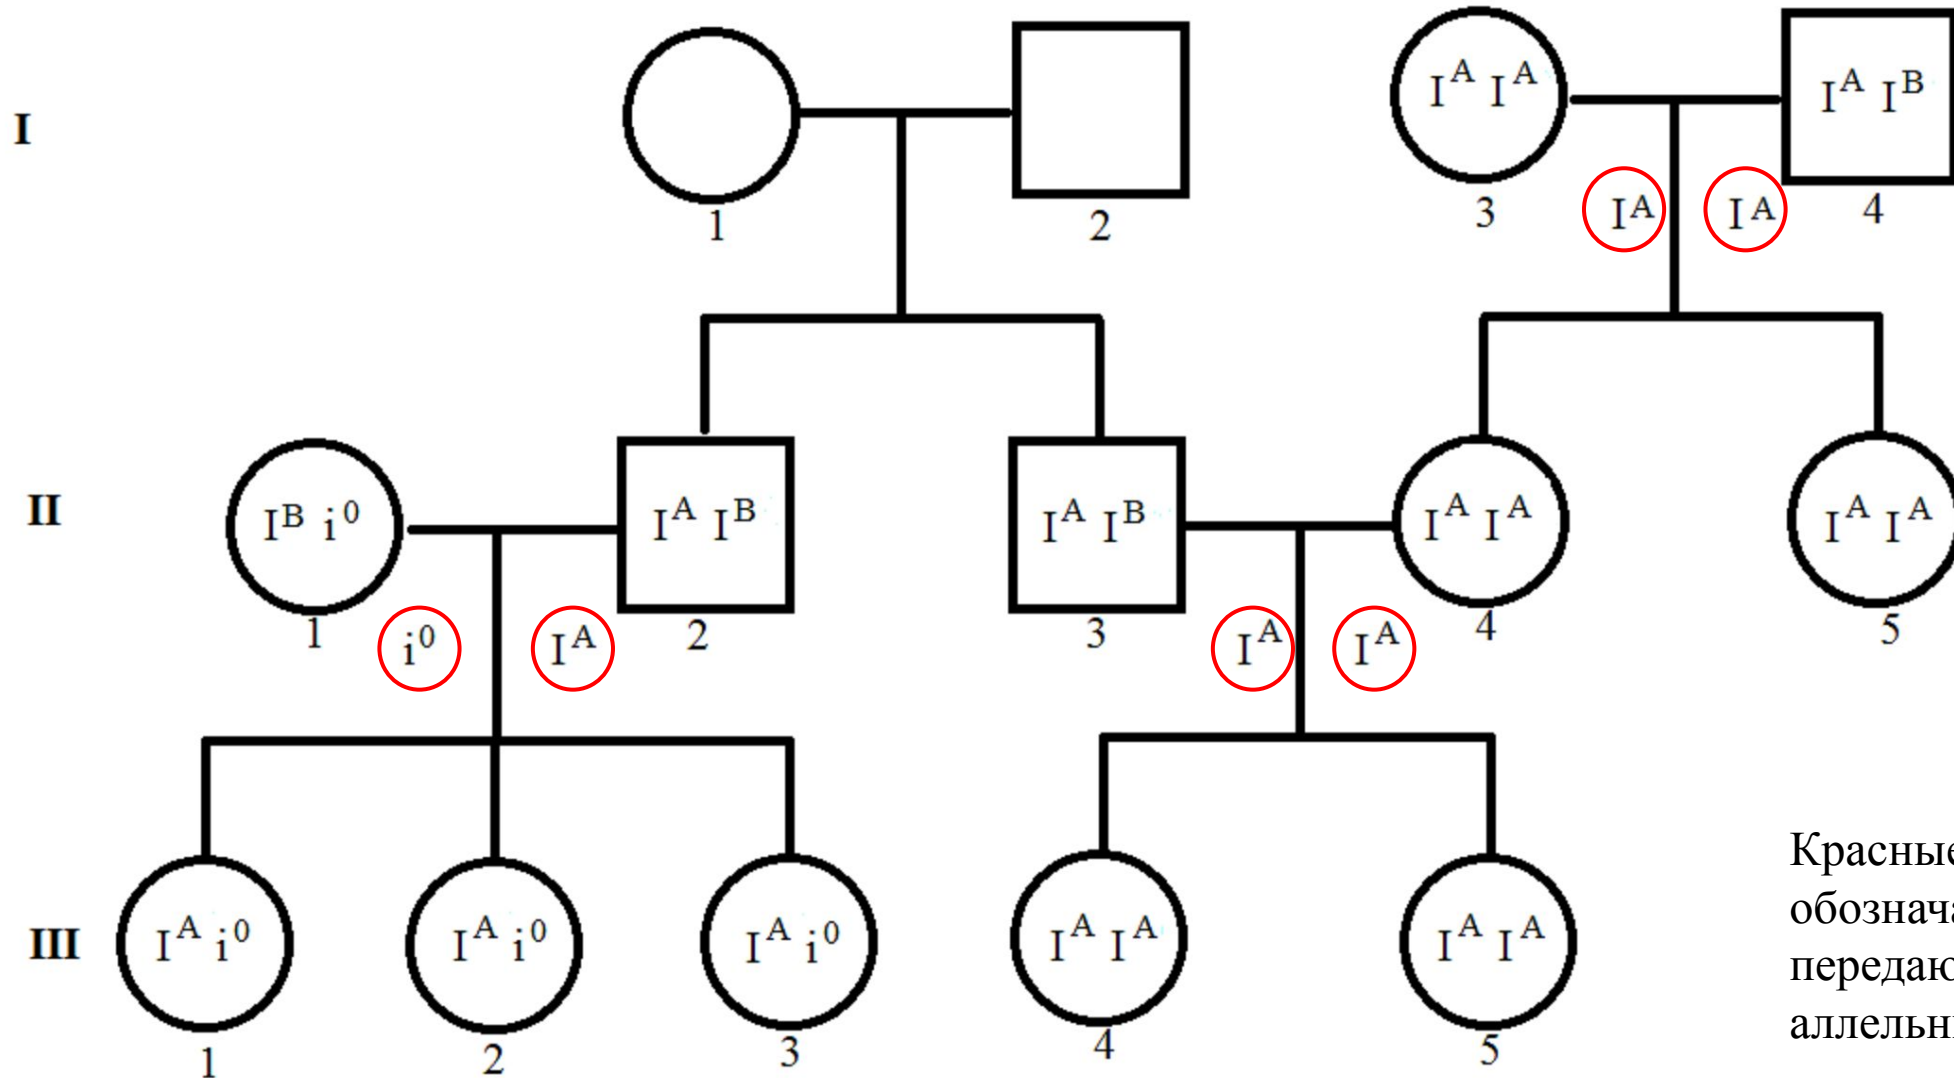 I
I^A I^A
I^A I^B
1
2
3
4
I^A
I^A
II
I^B i^0
I^A I^B
I^A I^B
I^A I^A
I^A I^A
1
2
3
4
5
i^0
I^A
I^A
I^A
III
I^A i^0
I^A i^0
I^A i^0
I^A I^A
I^A I^A
1
2
3
4
5
Красные
обознача
передаю
аллельн